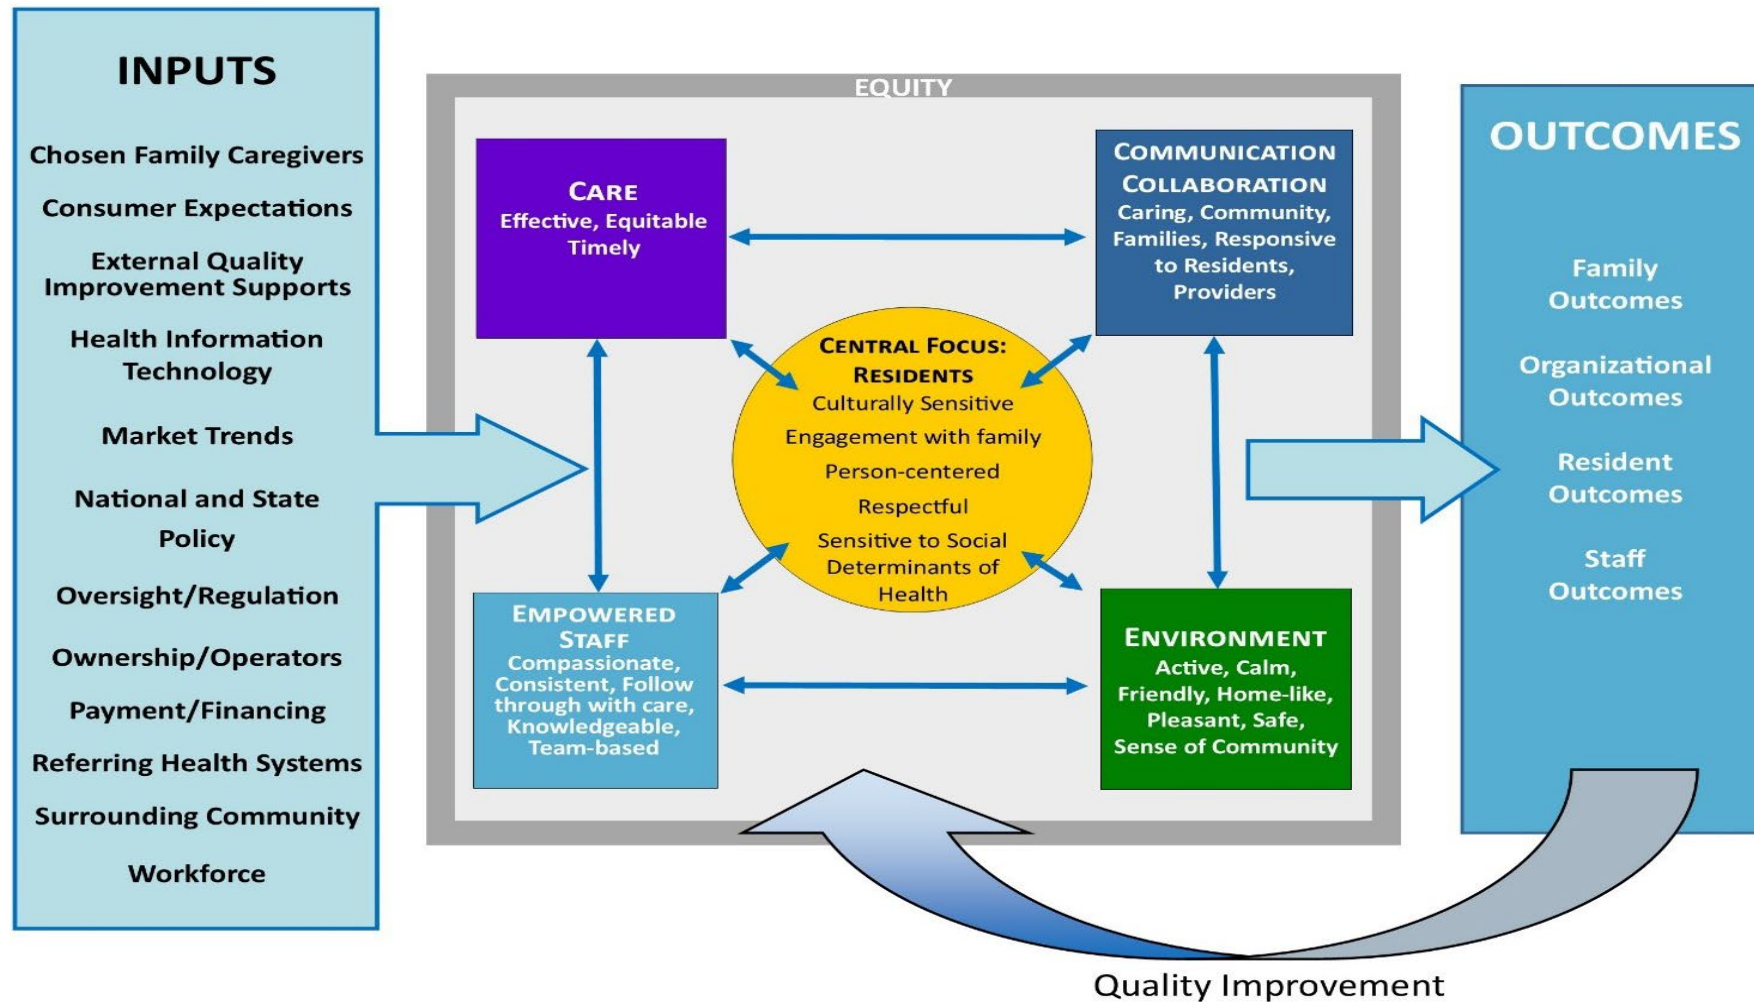 INPUTS
Chosen Family Caregivers
Consumer Expectations
External Quality
Improvement Supports
Health Information
Technology
Market Trends
National and State
Policy
Oversight/Regulation
Ownership/Operators
Payment/Financing
Referring Health Systems
Surrounding Community
Workforce
EQUITY
CARE
Effective, Equitable
Timely
COMMUNICATION
COLLABORATION
Caring, Community,
Families, Responsive
to Residents,
Providers
CENTRAL FOCUS:
RESIDENTS
Culturally Sensitive
Engagement with family
Person-centered
Respectful
Sensitive to Social
Determinants of
Health
EMPOWERED
STAFF
Compassionate,
Consistent, Follow
through with care,
Knowledgeable,
Team-based
ENVIRONMENT
Active, Calm,
Friendly, Home-like,
Pleasant, Safe,
Sense of Community
OUTCOMES
Family
Outcomes
Organizational
Outcomes
Resident
Outcomes
Staff
Outcomes
Quality Improvement